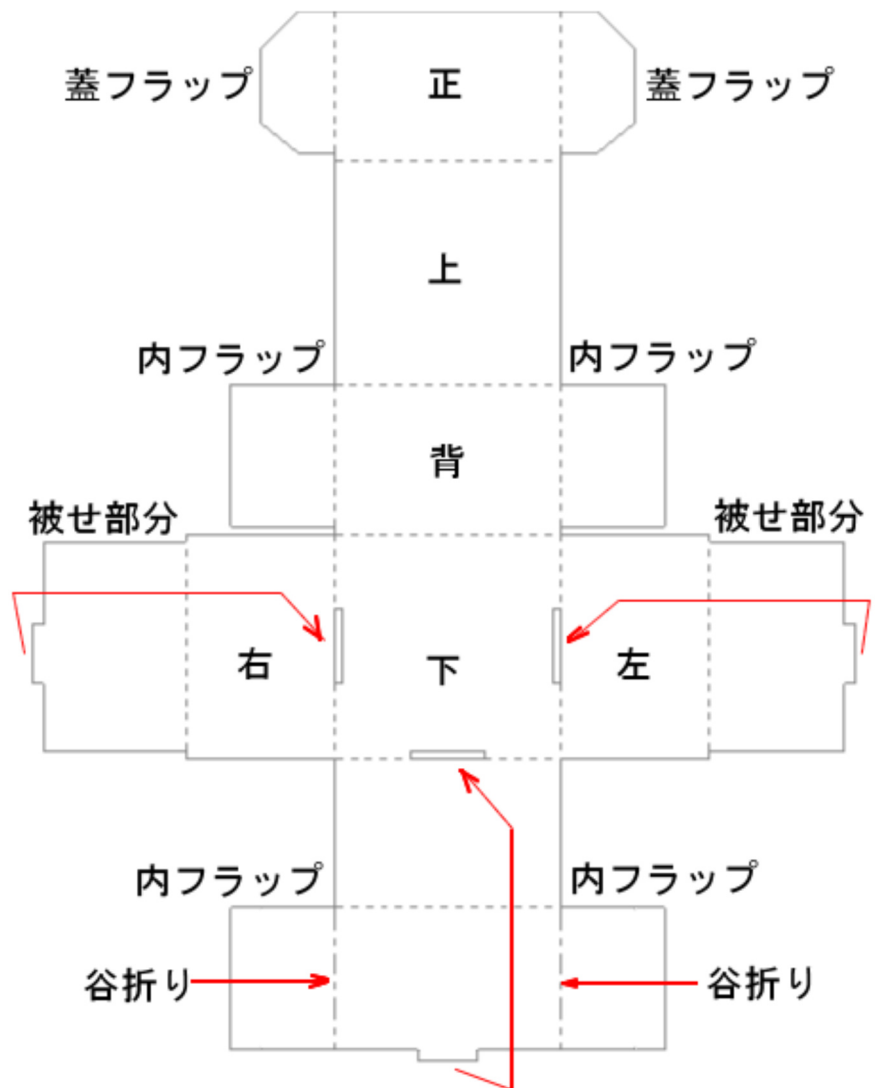 蓋フラップ
正
蓋フラップ
上
内フラップ
内フラップ
背
被せ部分
被せ部分
右
下
左
内フラップ
内フラップ
谷折り
谷折り